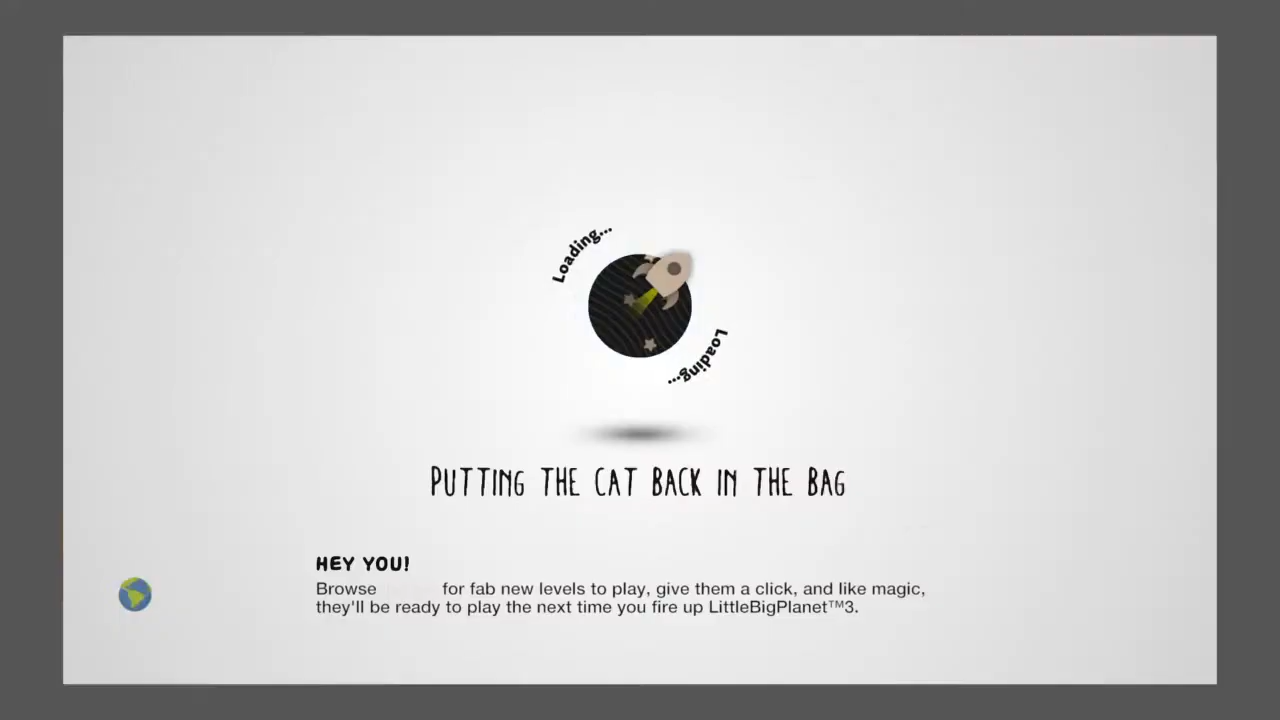 Loading...
Loading...
PUTTING THE CAT BACK IN THE BAG
HEY YOU!
Browse for fab new levels to play, give them a click, and like magic,
they'll be ready to play the next time you fire up LittleBigPlanet™3.